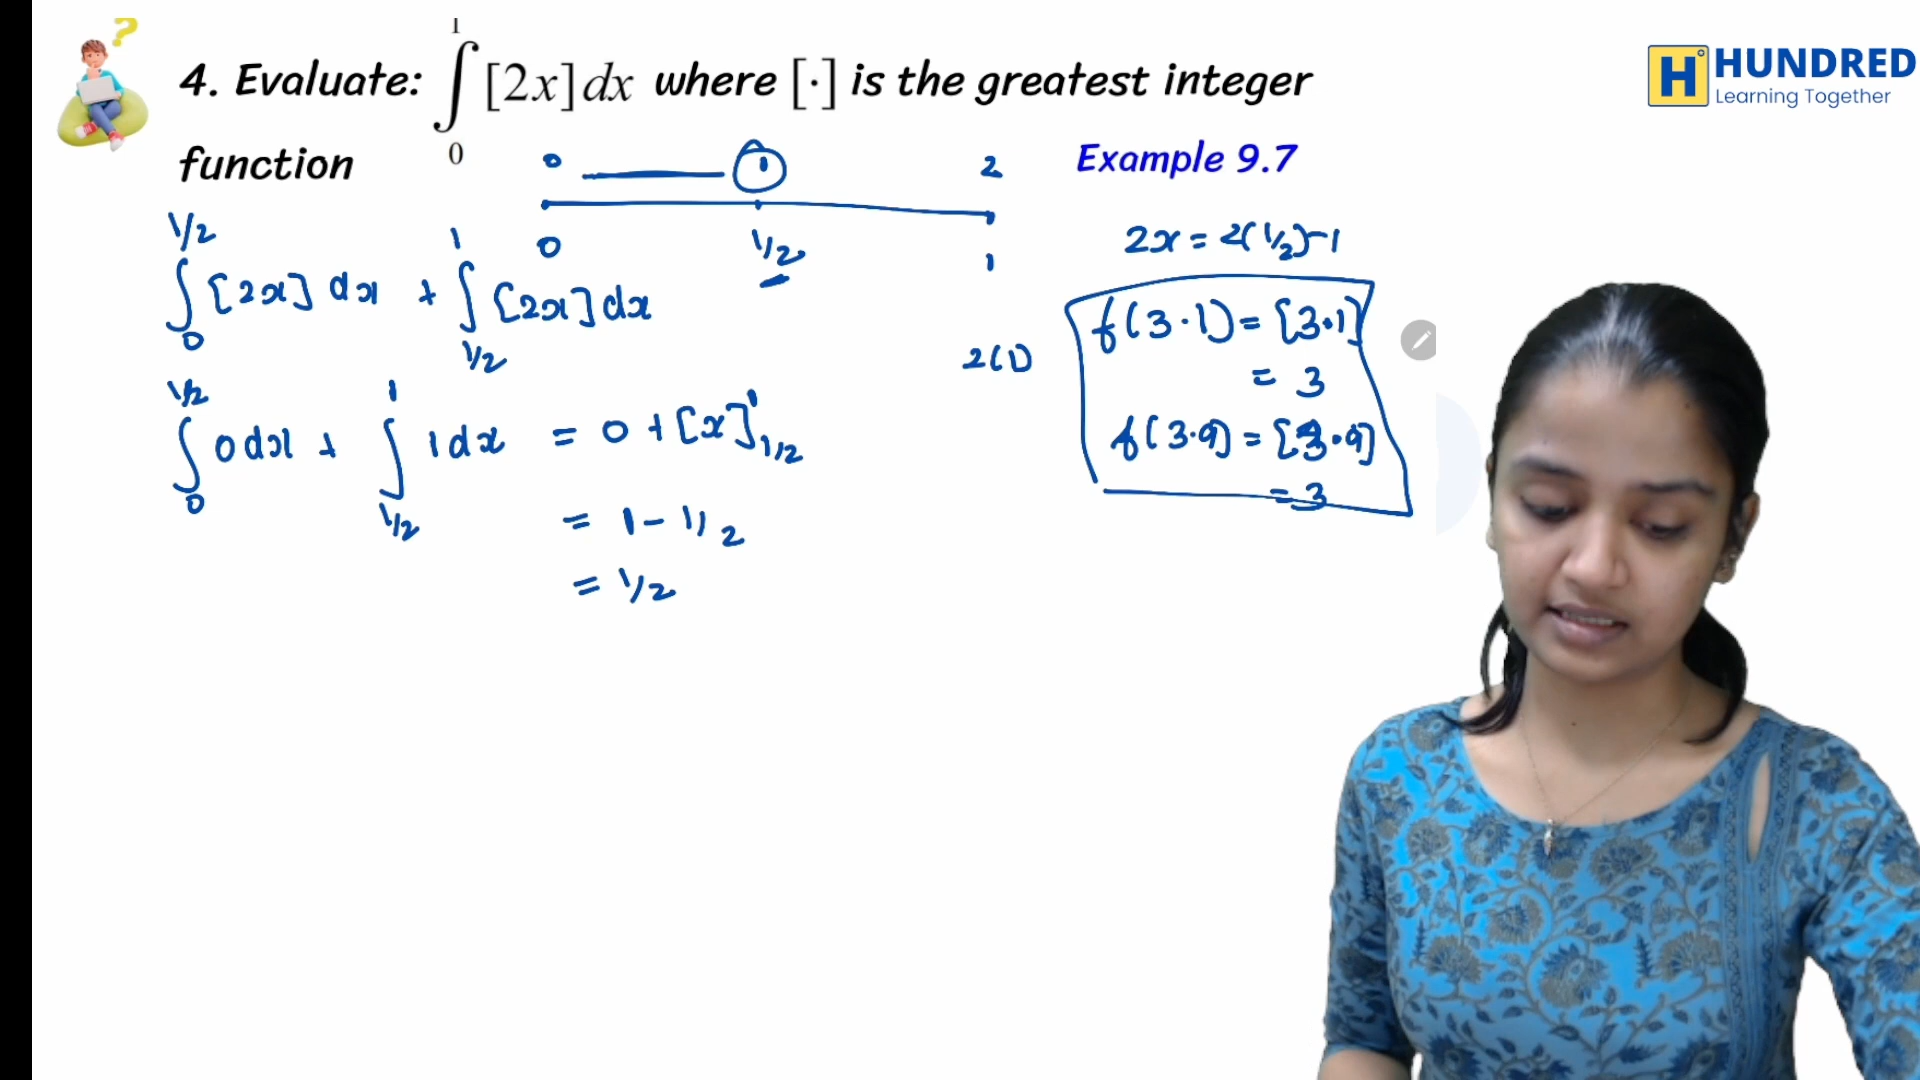 4. Evaluate: ∫₀¹ [2x] dx where [·] is the greatest integer
function
Example 9.7
H° HUNDRED
Learning Together
0 1 2
0 1/2 1
∫₀^{1/2} [2x] dx + ∫_{1/2}^1 [2x] dx
∫₀^{1/2} 0 dx + ∫_{1/2}^1 1 dx = 0 + [x]_{1/2}^1
= 1 - 1/2
= 1/2
2x = 2(1/2) - 1
2(1)
f(3.1) = [3.1]
= 3
f(3.9) = [3.9]
= 3